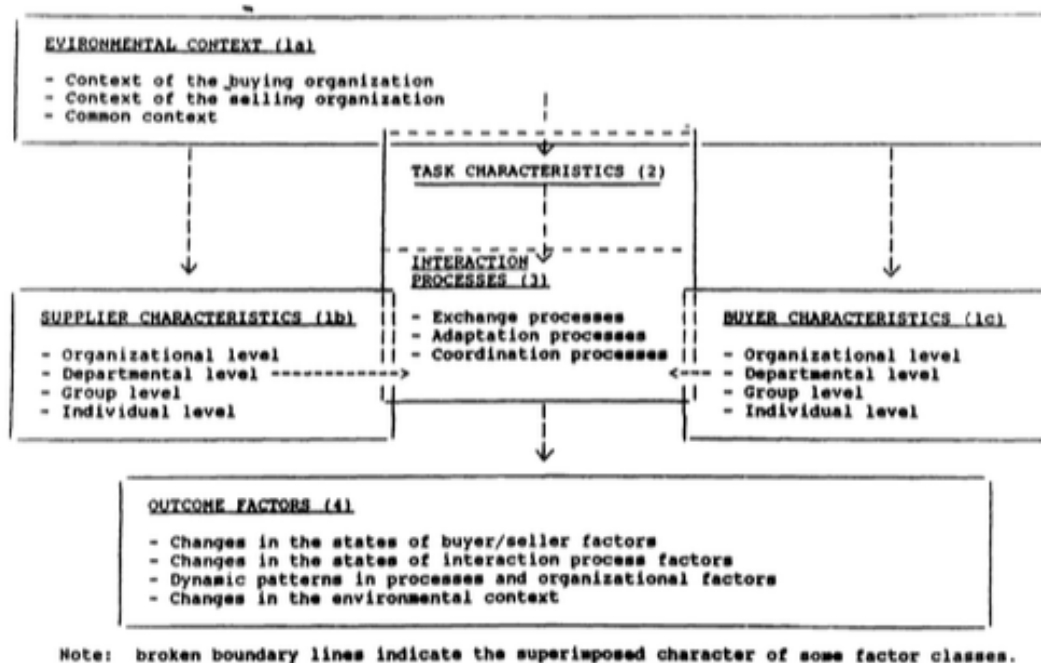 EVIRONMENTAL CONTEXT (1a)
- Context of the buying organization
- Context of the selling organization
- Common context
TASK CHARACTERISTICS (2)
INTERACTION
PROCESSES (3)
- Exchange processes
- Adaptation processes
- Coordination processes
SUPPLIER CHARACTERISTICS (1b)
- Organizational level
- Departmental level
- Group level
- Individual level
BUYER CHARACTERISTICS (1c)
- Organizational level
- Departmental level
- Group level
- Individual level
OUTCOME FACTORS (4)
- Changes in the states of buyer/seller factors
- Changes in the states of interaction process factors
- Dynamic patterns in processes and organizational factors
- Changes in the environmental context
Note: broken boundary lines indicate the superimposed character of some factor classes.